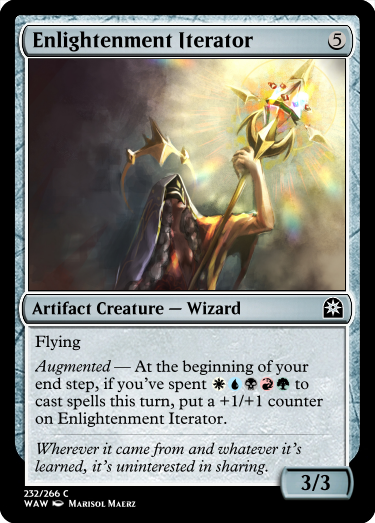 Enlightenment Iterator 5
Artifact Creature — Wizard
Flying
Augmented — At the beginning of your
end step, if you've spent to
cast spells this turn, put a +1/+1 counter
on Enlightenment Iterator.
Wherever it came from and whatever it's
learned, it's uninterested in sharing.
3/3
232/266 C
WAW Marisol Maerz